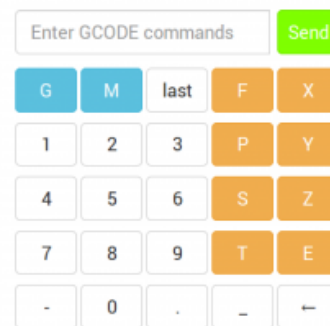 Enter GCODE commands Send
G M last F X
1 2 3 P Y
4 5 6 S Z
7 8 9 T E
- 0 . _ ←